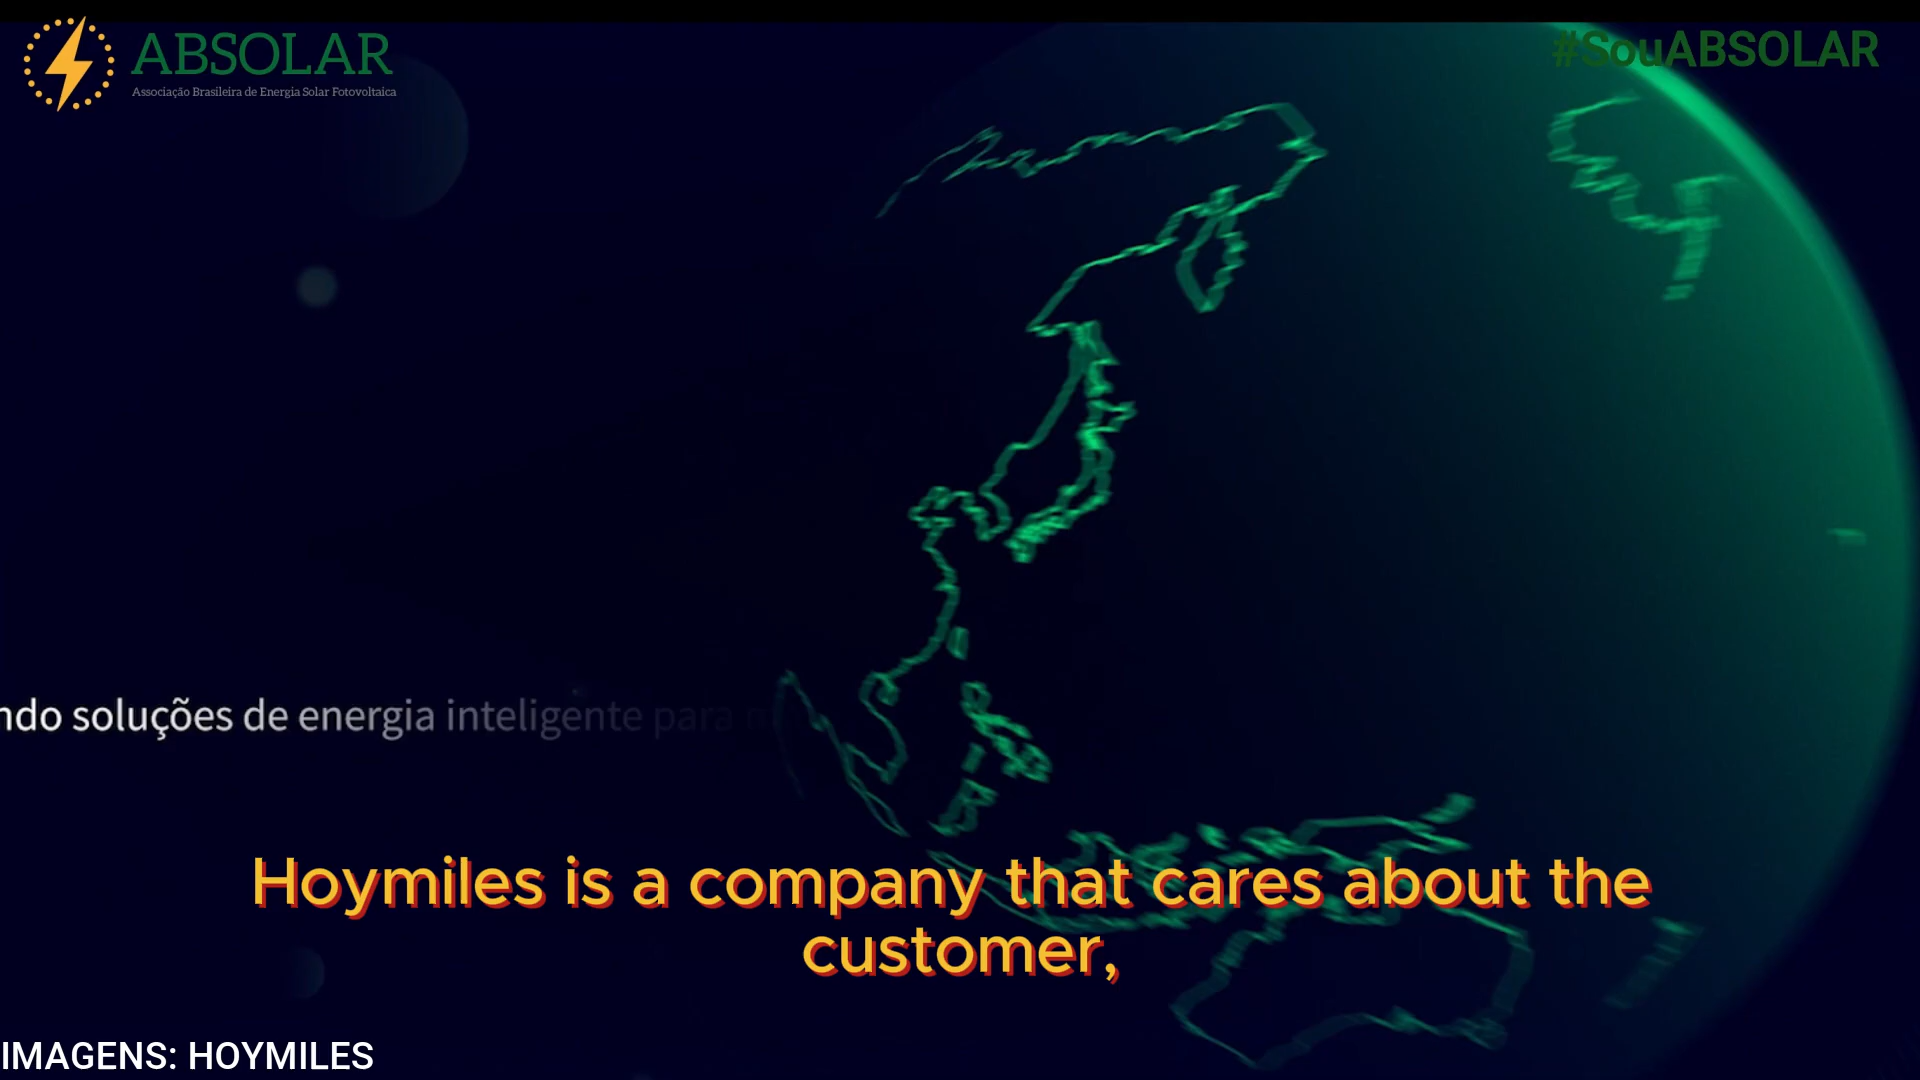 ABSOLAR
Associação Brasileira de Energia Solar Fotovoltaica
#SouABSOLAR
soluções de energia inteligente para
Hoymiles is a company that cares about the
customer,
IMAGENS: HOYMILES